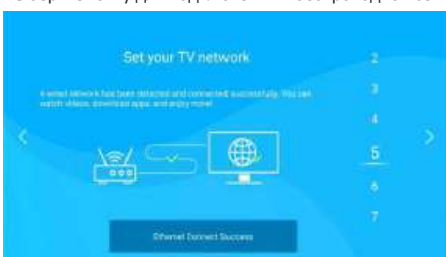 Set your TV network
A wired network has been detected and connected successfully. You can
watch videos, download apps, and enjoy more!
2
3
4
5
6
7
Ethernet Connect Success